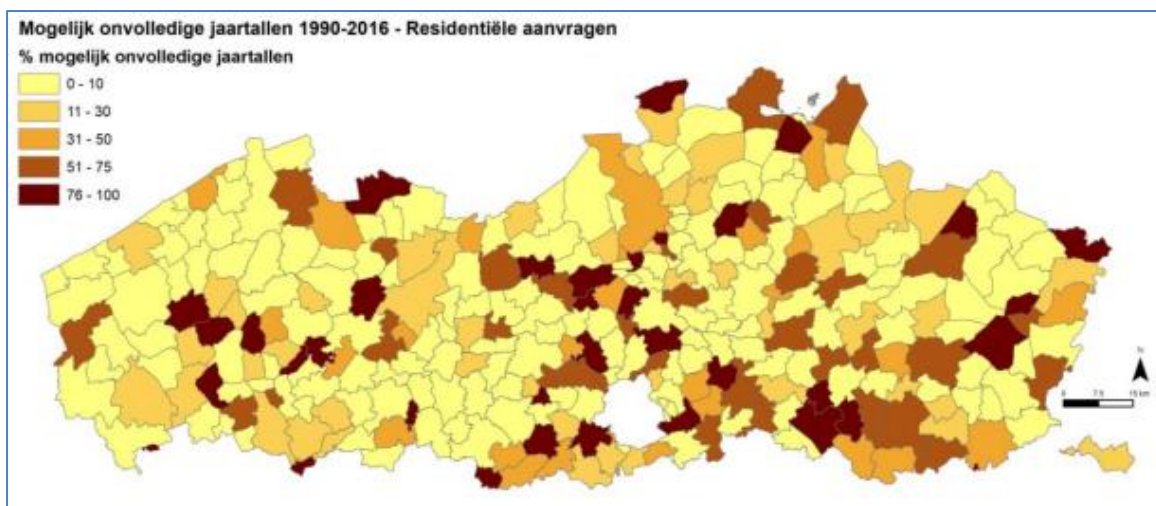 Mogelijk onvolledige jaartallen 1990-2016 - Residentiële aanvragen
% mogelijk onvolledige jaartallen
0 - 10
11 - 30
31 - 50
51 - 75
76 - 100
N
0 7.5 15 km